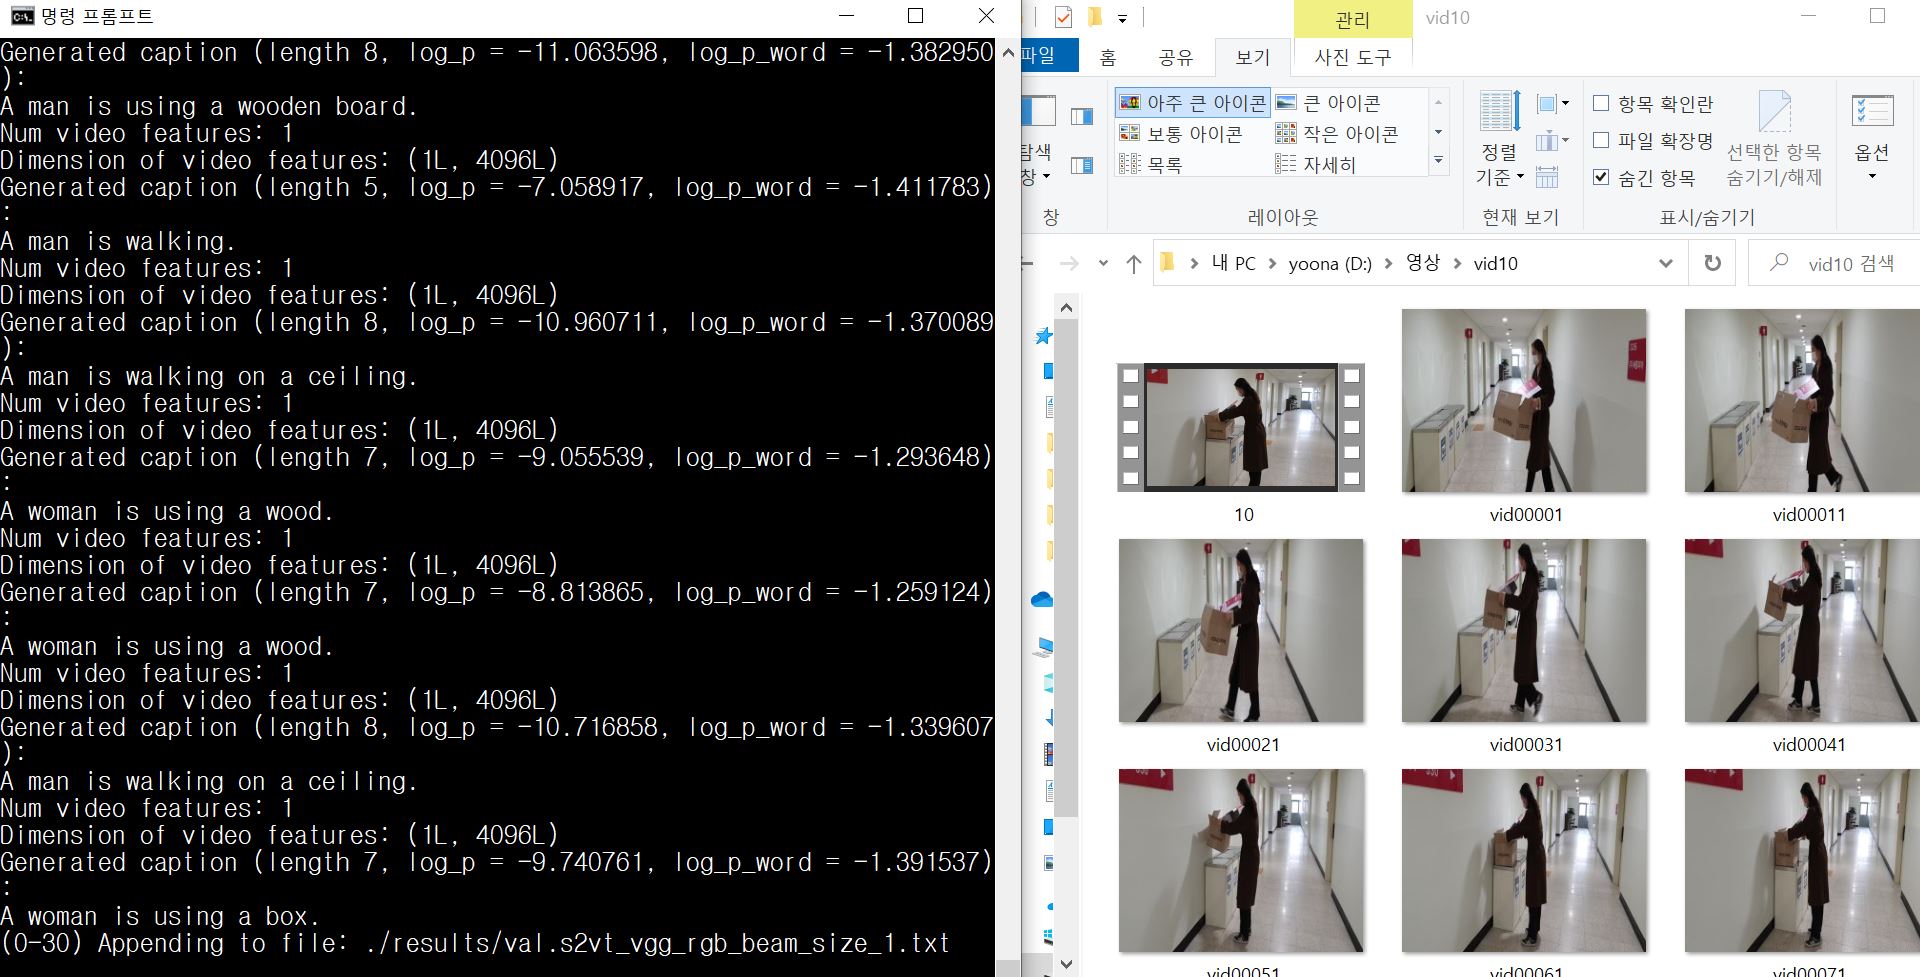 명령 프롬프트
Generated caption (length 8, log_p = -11.063598, log_p_word = -1.382950
):
A man is using a wooden board.
Num video features: 1
Dimension of video features: (1L, 4096L)
Generated caption (length 5, log_p = -7.058917, log_p_word = -1.411783)
:
A man is walking.
Num video features: 1
Dimension of video features: (1L, 4096L)
Generated caption (length 8, log_p = -10.960711, log_p_word = -1.370089
):
A man is walking on a ceiling.
Num video features: 1
Dimension of video features: (1L, 4096L)
Generated caption (length 7, log_p = -9.055539, log_p_word = -1.293648)
:
A woman is using a wood.
Num video features: 1
Dimension of video features: (1L, 4096L)
Generated caption (length 7, log_p = -8.813865, log_p_word = -1.259124)
:
A woman is using a wood.
Num video features: 1
Dimension of video features: (1L, 4096L)
Generated caption (length 8, log_p = -10.716858, log_p_word = -1.339607
):
A man is walking on a ceiling.
Num video features: 1
Dimension of video features: (1L, 4096L)
Generated caption (length 7, log_p = -9.740761, log_p_word = -1.391537)
:
A woman is using a box.
(0-30) Appending to file: ./results/val.s2vt_vgg_rgb_beam_size_1.txt
관리 vid10
파일 홈 공유 보기 사진 도구
아주 큰 아이콘 큰 아이콘
보통 아이콘 작은 아이콘
목록 자세히
탐색
창
정렬
기준
항목 확인란
파일 확장명
숨긴 항목
선택한 항목
숨기기/해제
옵션
창 레이아웃 현재 보기 표시/숨기기
내 PC yoona (D:) 영상 vid10
vid10 검색
10 vid00001 vid00011
vid00021 vid00031 vid00041
vid00051 vid00061 vid00071